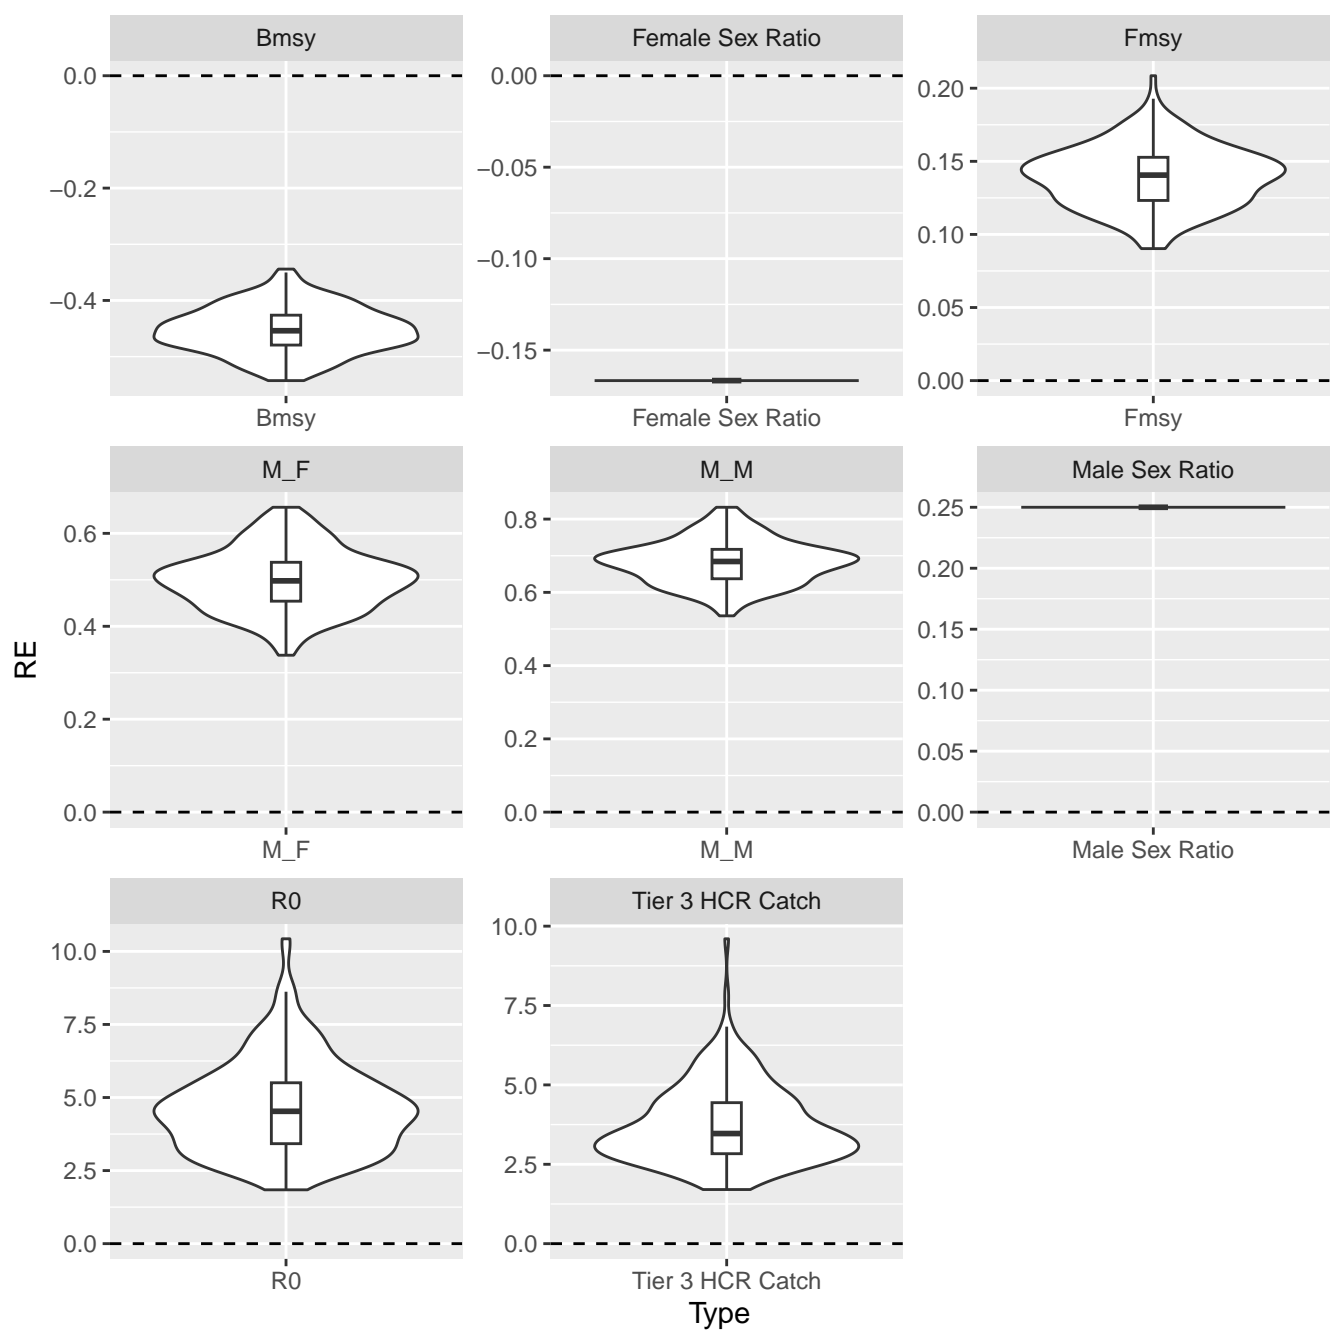 Bmsy
Female Sex Ratio
Fmsy
0.0
−0.2
−0.4
0.00
−0.05
−0.10
−0.15
0.20
0.15
0.10
0.05
0.00
Bmsy
Female Sex Ratio
Fmsy
M_F
M_M
Male Sex Ratio
0.6
0.4
0.2
0.0
0.8
0.6
0.4
0.2
0.0
0.25
0.20
0.15
0.10
0.05
0.00
M_F
M_M
Male Sex Ratio
RE
R0
Tier 3 HCR Catch
10.0
7.5
5.0
2.5
0.0
10.0
7.5
5.0
2.5
0.0
R0
Tier 3 HCR Catch
Type